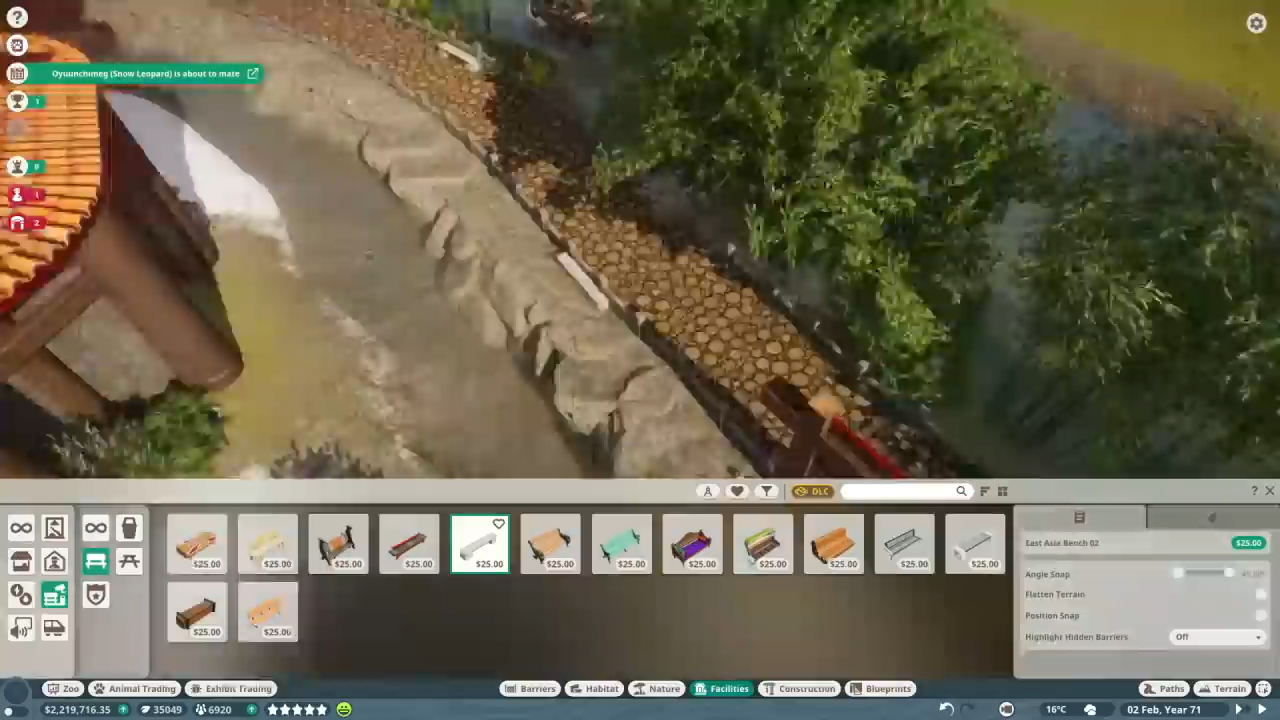 Oyuunchimeg (Snow Leopard) is about to mate
1
8
1
2
DLC
$25.00 $25.00 $25.00 $25.00 $25.00 $25.00 $25.00 $25.00 $25.00 $25.00 $25.00 $25.00
$25.00 $25.00
East Asia Bench 02 $25.00
Angle Snap
Flatten Terrain
Position Snap
Highlight Hidden Barriers Off
Zoo Animal Trading Exhibit Trading Barriers Habitat Nature Facilities Construction Blueprints Paths Terrain
$2,219,716.35 35049 6920 16°C 02 Feb, Year 71